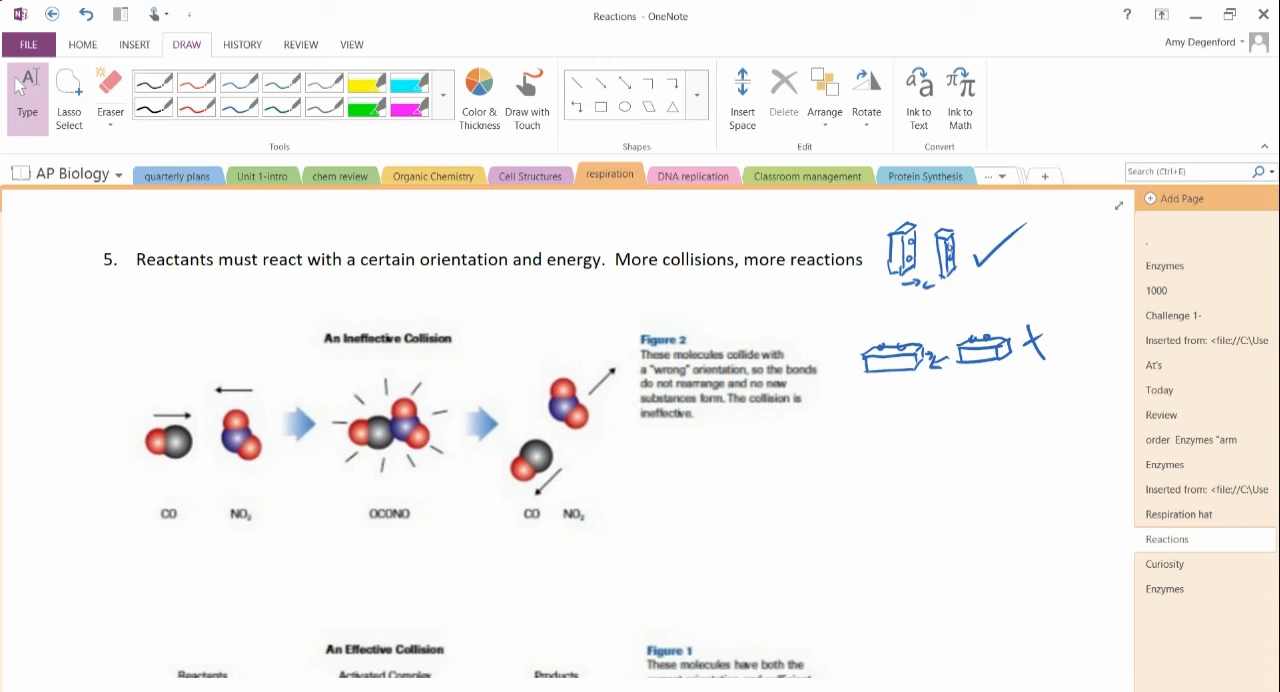 Reactions - OneNote
?
Amy Degenford
FILE HOME INSERT DRAW HISTORY REVIEW VIEW
Type
Lasso Select
Eraser
Color & Thickness
Draw with Touch
Insert Space
Delete
Arrange
Rotate
Ink to Text
Ink to Math
Tools
Shapes
Edit
Convert
AP Biology
quarterly plans
Unit 1-intro
chem review
Organic Chemistry
Cell Structures
respiration
DNA replication
Classroom management
Protein Synthesis
...
Search (Ctrl+E)
Add Page
5. Reactants must react with a certain orientation and energy. More collisions, more reactions
An Ineffective Collision
Figure 2
These molecules collide with
a "wrong" orientation, so the bonds
do not rearrange and no new
substances form. The collision is
ineffective.
CO NO₂ OCONO CO NO₂
An Effective Collision
Figure 1
These molecules have both the
Reactants Activated Complex Products
.
Enzymes
1000
Challenge 1-
Inserted from: <file://C:\Use
At's
Today
Review
order Enzymes "arm
Enzymes
Inserted from: <file://C:\Use
Respiration hat
Reactions
Curiosity
Enzymes